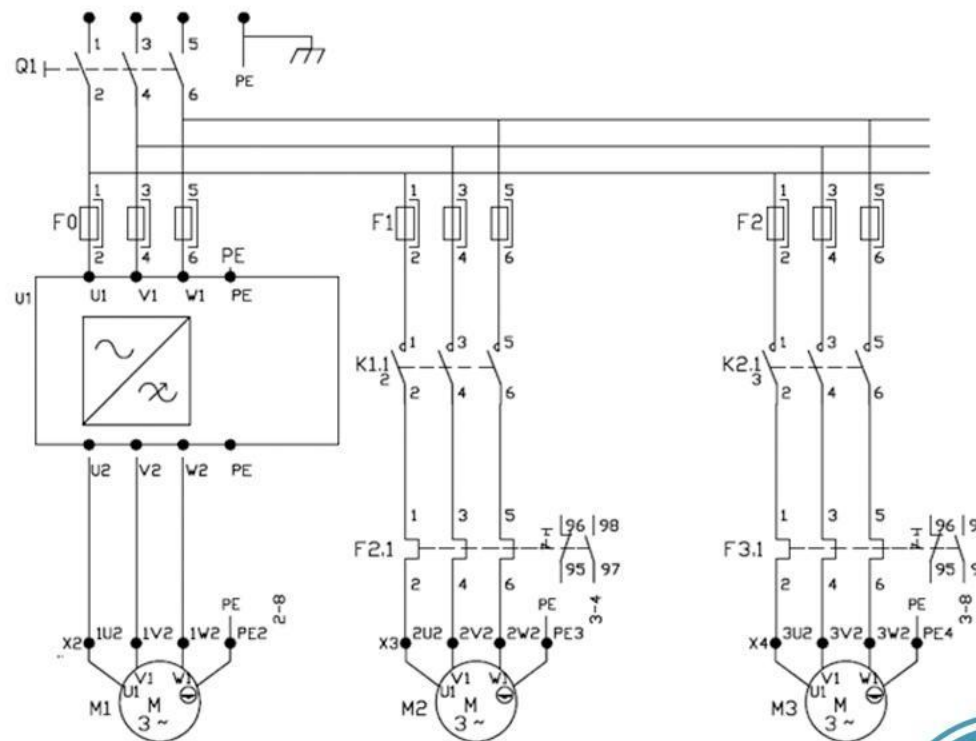 1 3 5
Q1
PE
2 4 6
1 3 5 1 3 5 1 3 5
F0 F1 F2
2 4 6 PE 2 4 6 2 4 6
U1 U1 V1 W1 PE
1 3 5 1 3 5
K1.1 K2.1
2 2 4 6 3 2 4 6
U2 V2 W2 PE
1 3 5 96 98 1 3 5 96
F2.1 F3.1
2 4 6 95 97 2 4 6 95
PE 2-8 PE 3-4 PE 3-8
X2 1U2 1V2 1W2 PE2 X3 2U2 2V2 2W2 PE3 X4 3U2 3V2 3W2 PE4
U1 V1 W1 U1 V1 W1 U1 V1 W1
M1 M M2 M M3 M
3 ~ 3 ~ 3 ~